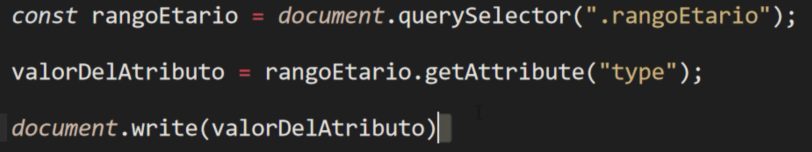 const rangoEtario = document.querySelector(".rangoEtario");
valorDelAtributo = rangoEtario.getAttribute("type");
document.write(valorDelAtributo)